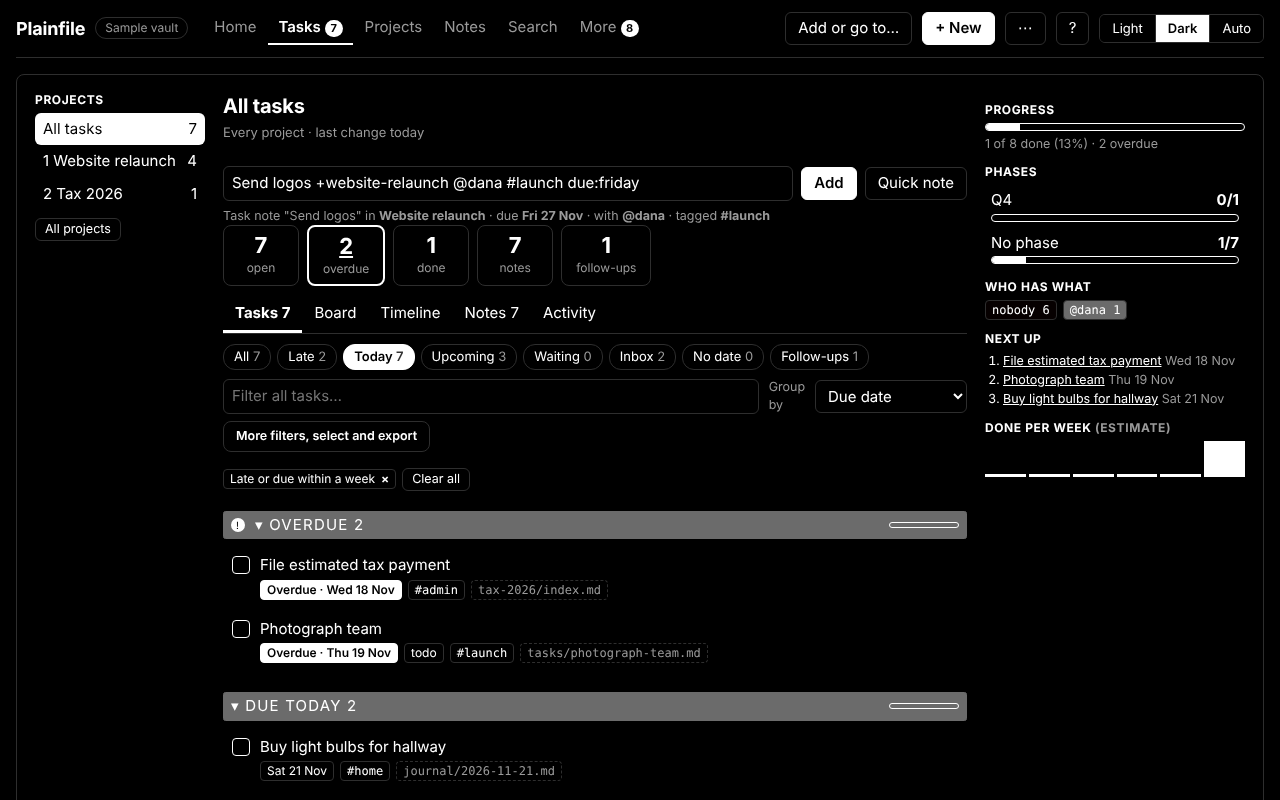 Plainfile Sample vault Home Tasks 7 Projects Notes Search More 8 Add or go to... + New ... ? Light Dark Auto
PROJECTS
All tasks 7
1 Website relaunch 4
2 Tax 2026 1
All projects
All tasks
Every project · last change today
Send logos +website-relaunch @dana #launch due:friday Add Quick note
Task note "Send logos" in Website relaunch · due Fri 27 Nov · with @dana · tagged #launch
7 2 1 7 1
open overdue done notes follow-ups
Tasks 7 Board Timeline Notes 7 Activity
All 7 Late 2 Today 7 Upcoming 3 Waiting 0 Inbox 2 No date 0 Follow-ups 1
Filter all tasks... Group by Due date
More filters, select and export
Late or due within a week × Clear all
! ▾ OVERDUE 2
File estimated tax payment
Overdue · Wed 18 Nov #admin tax-2026/index.md
Photograph team
Overdue · Thu 19 Nov todo #launch tasks/photograph-team.md
▾ DUE TODAY 2
Buy light bulbs for hallway
Sat 21 Nov #home journal/2026-11-21.md
PROGRESS
1 of 8 done (13%) · 2 overdue
PHASES
Q4 0/1
No phase 1/7
WHO HAS WHAT
nobody 6 @dana 1
NEXT UP
1. File estimated tax payment Wed 18 Nov
2. Photograph team Thu 19 Nov
3. Buy light bulbs for hallway Sat 21 Nov
DONE PER WEEK (ESTIMATE)